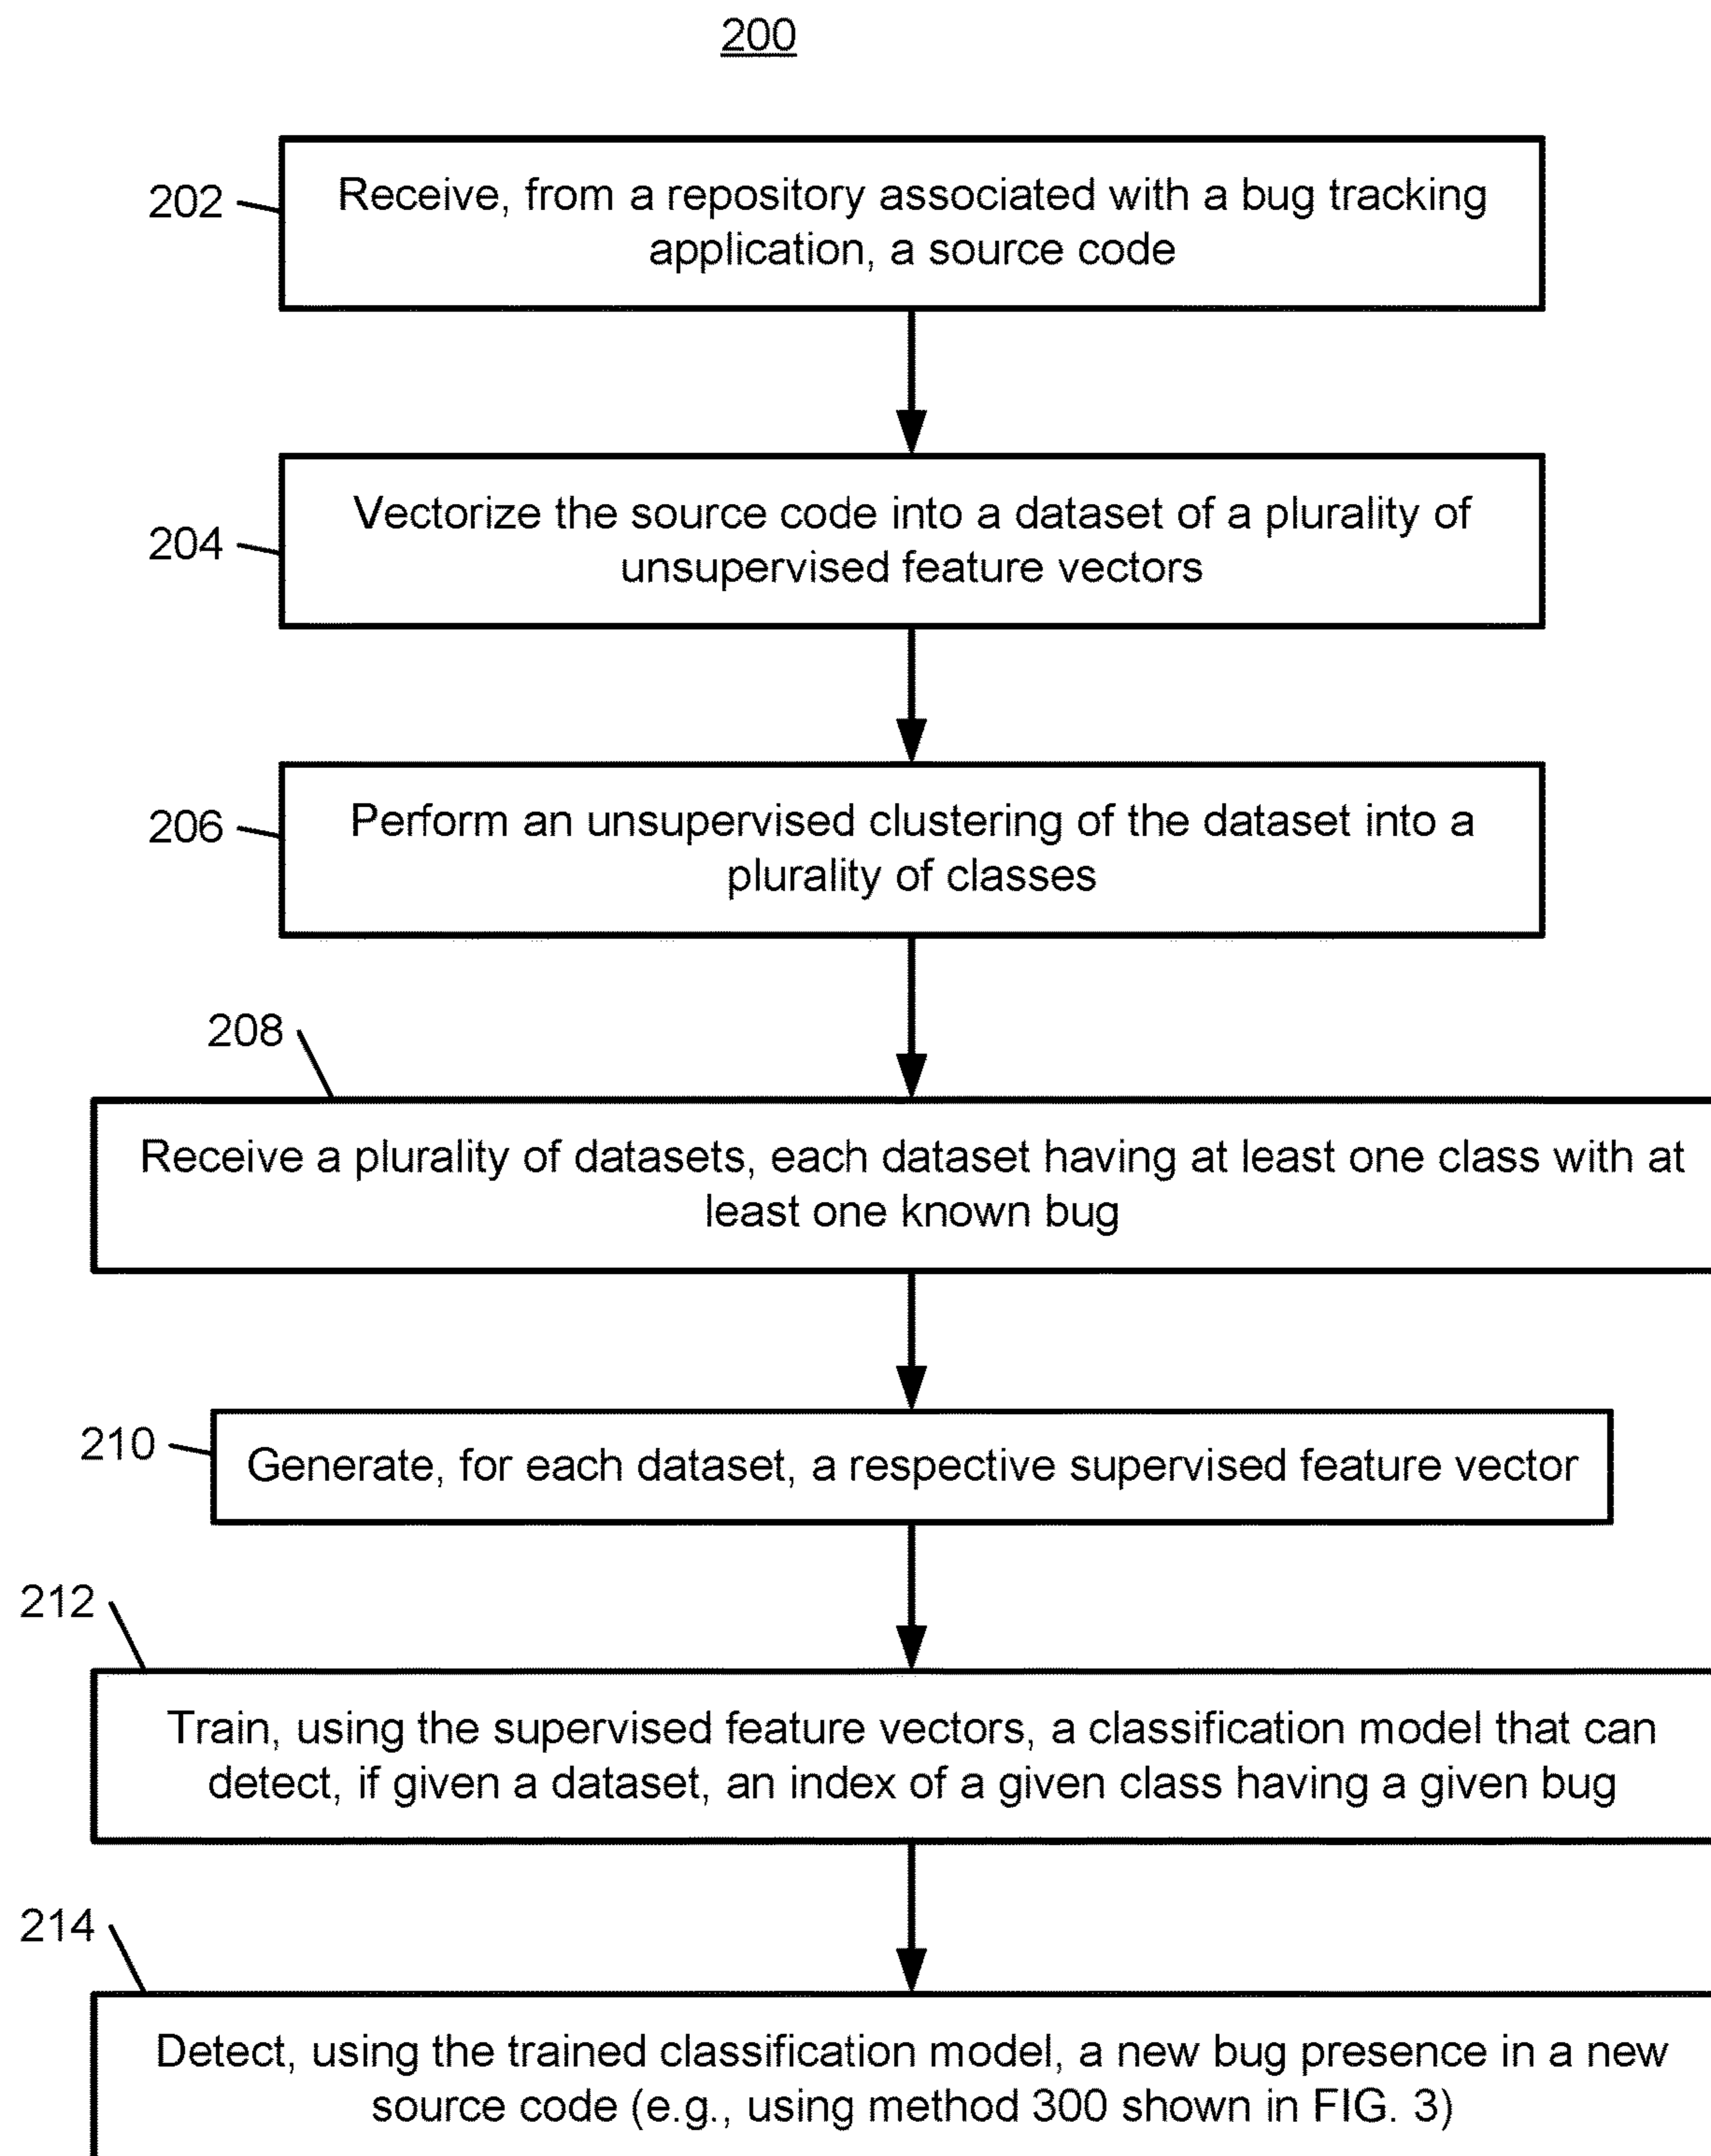 200
202
Receive, from a repository associated with a bug tracking
application, a source code
204
Vectorize the source code into a dataset of a plurality of
unsupervised feature vectors
206
Perform an unsupervised clustering of the dataset into a
plurality of classes
208
Receive a plurality of datasets, each dataset having at least one class with at
least one known bug
210
Generate, for each dataset, a respective supervised feature vector
212
Train, using the supervised feature vectors, a classification model that can
detect, if given a dataset, an index of a given class having a given bug
214
Detect, using the trained classification model, a new bug presence in a new
source code (e.g., using method 300 shown in FIG. 3)